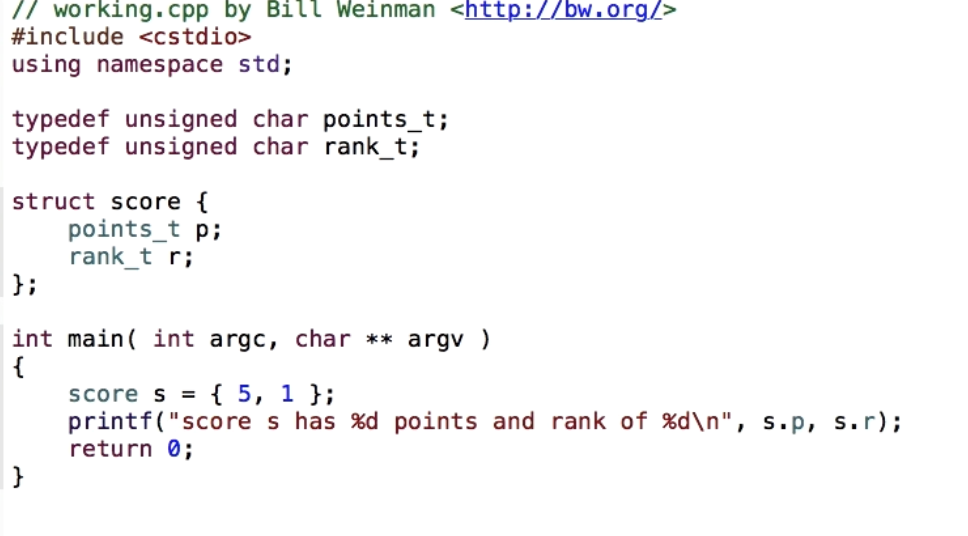 // working.cpp by Bill Weinman <http://bw.org/>
#include <cstdio>
using namespace std;
typedef unsigned char points_t;
typedef unsigned char rank_t;
struct score {
    points_t p;
    rank_t r;
};
int main( int argc, char ** argv )
{
    score s = { 5, 1 };
    printf("score s has %d points and rank of %d\n", s.p, s.r);
    return 0;
}